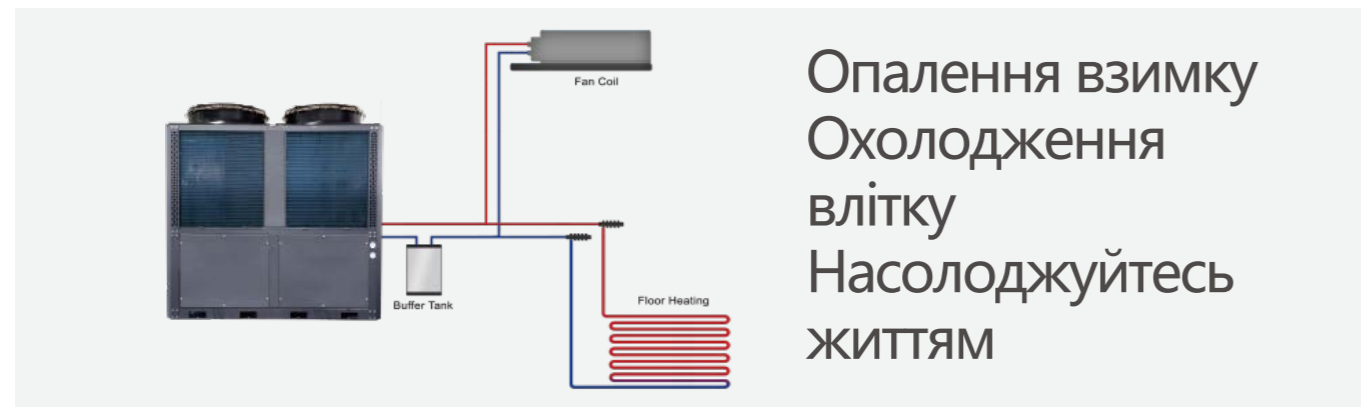 Fan Coil
Buffer Tank
Floor Heating
Опалення взимку
Охолодження
влітку
Насолоджуйтесь
життям